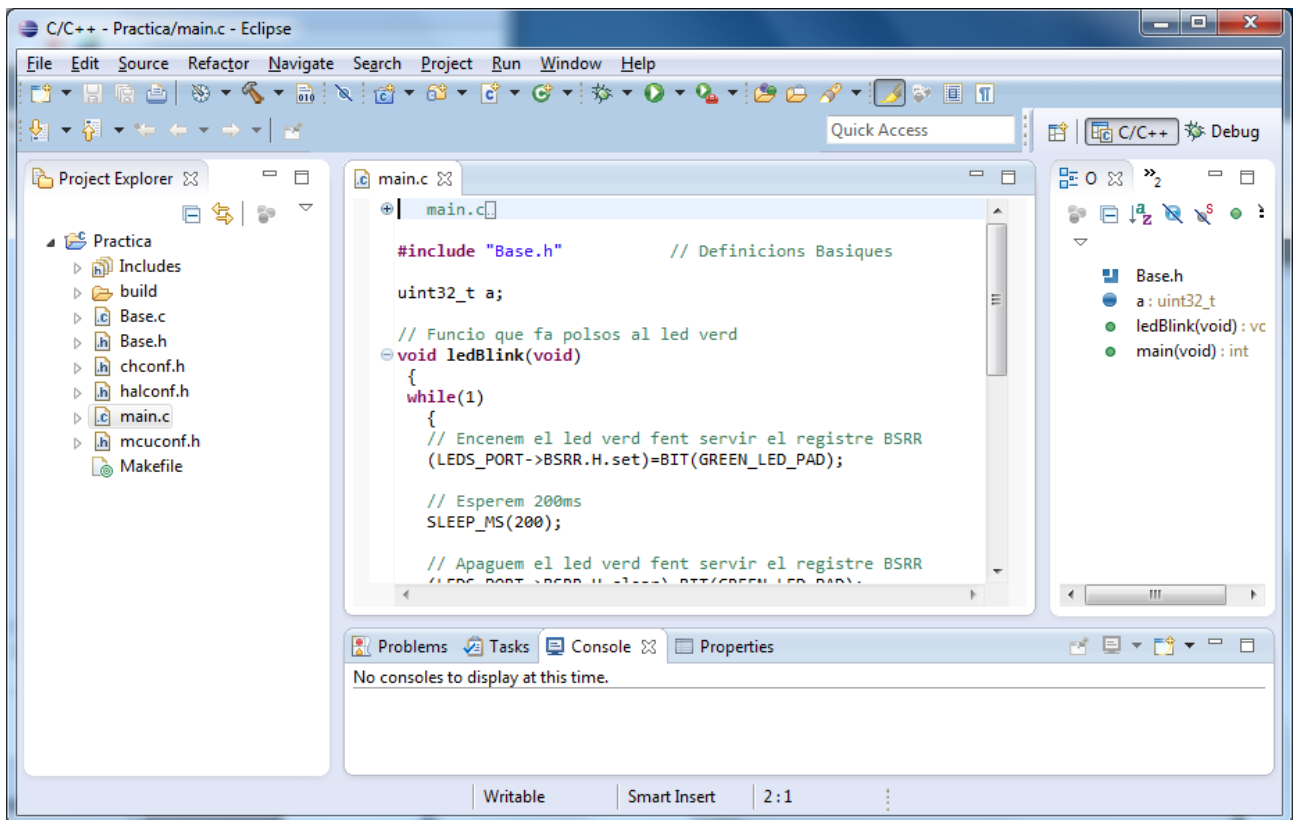 C/C++ - Practica/main.c - Eclipse
File Edit Source Refactor Navigate Search Project Run Window Help
Quick Access
C/C++
Debug
Project Explorer
Practica
Includes
build
Base.c
Base.h
chconf.h
halconf.h
main.c
mcuconf.h
Makefile
main.c
main.c
#include "Base.h" // Definicions Basiques
uint32_t a;
// Funcio que fa polsos al led verd
void ledBlink(void)
{
while(1)
{
// Encenem el led verd fent servir el registre BSRR
(LEDS_PORT->BSRR.H.set)=BIT(GREEN_LED_PAD);
// Esperem 200ms
SLEEP_MS(200);
// Apaguem el led verd fent servir el registre BSRR
O
»2
Base.h
a : uint32_t
ledBlink(void) : vc
main(void) : int
Problems Tasks Console Properties
No consoles to display at this time.
Writable Smart Insert 2 : 1